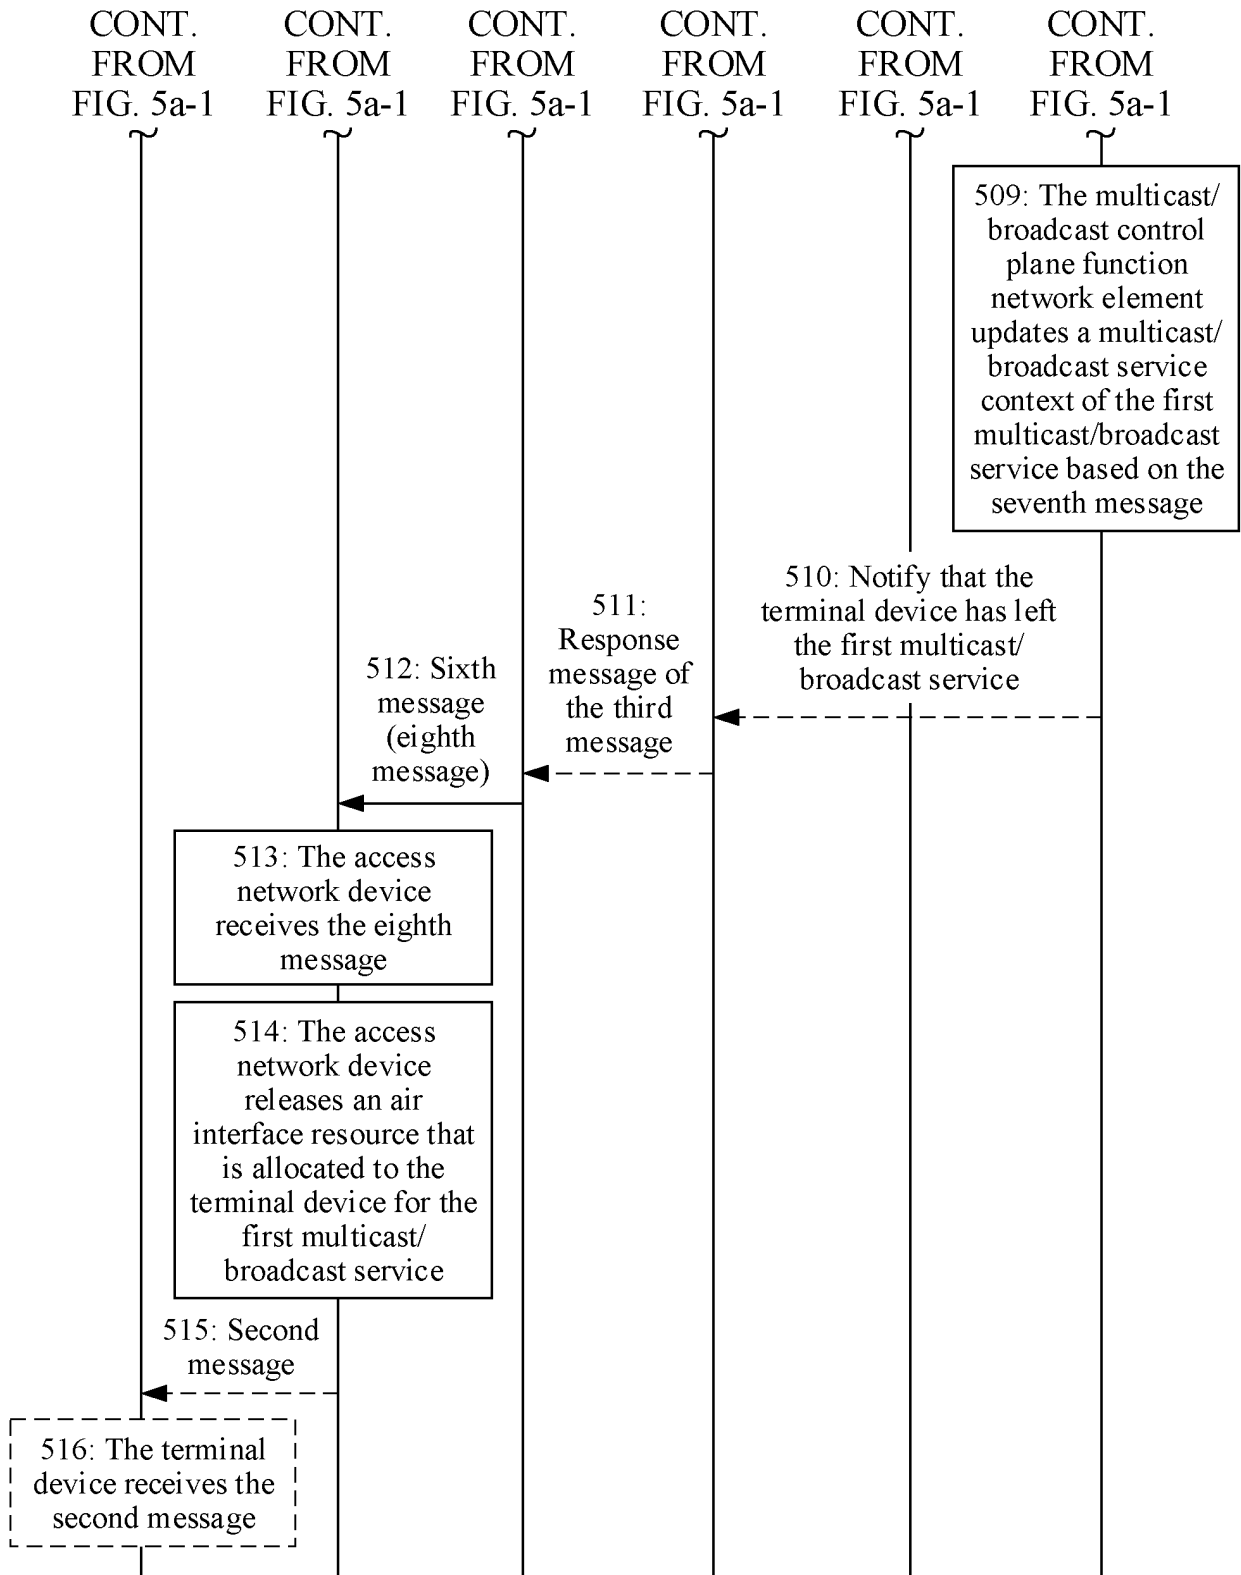 CONT. FROM FIG. 5a-1
CONT. FROM FIG. 5a-1
CONT. FROM FIG. 5a-1
CONT. FROM FIG. 5a-1
CONT. FROM FIG. 5a-1
CONT. FROM FIG. 5a-1
509: The multicast/
broadcast control
plane function
network element
updates a multicast/
broadcast service
context of the first
multicast/broadcast
service based on the
seventh message
510: Notify that the
terminal device has left
the first multicast/
broadcast service
511:
Response
message of
the third
message
512: Sixth
message
(eighth
message)
513: The access
network device
receives the eighth
message
514: The access
network device
releases an air
interface resource that
is allocated to the
terminal device for the
first multicast/
broadcast service
515: Second
message
516: The terminal
device receives the
second message